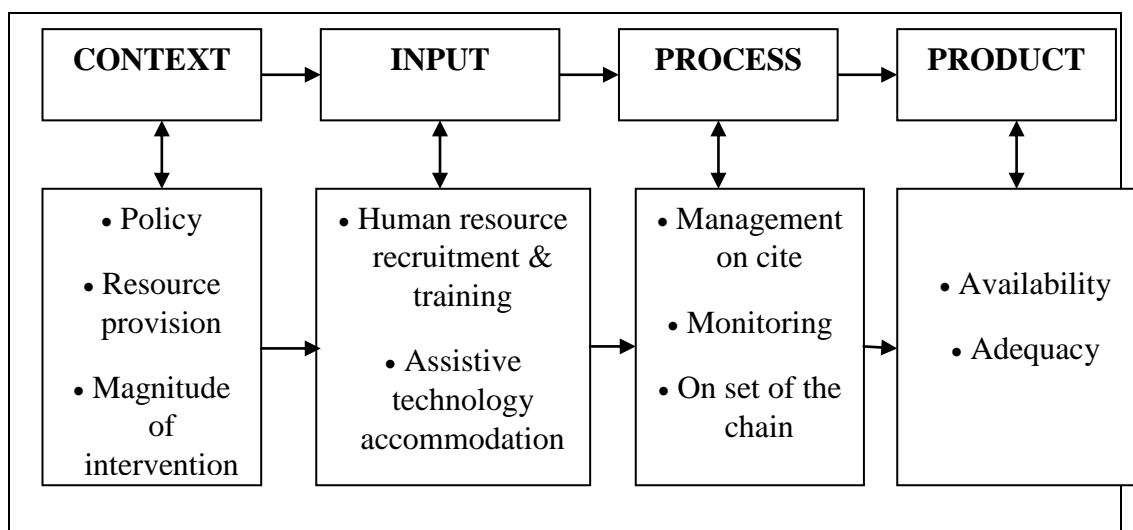 CONTEXT
INPUT
PROCESS
PRODUCT
• Policy
• Resource
provision
• Magnitude
of
intervention
• Human resource
recruitment &
training
• Assistive
technology
accommodation
• Management
on cite
• Monitoring
• On set of the
chain
• Availability
• Adequacy